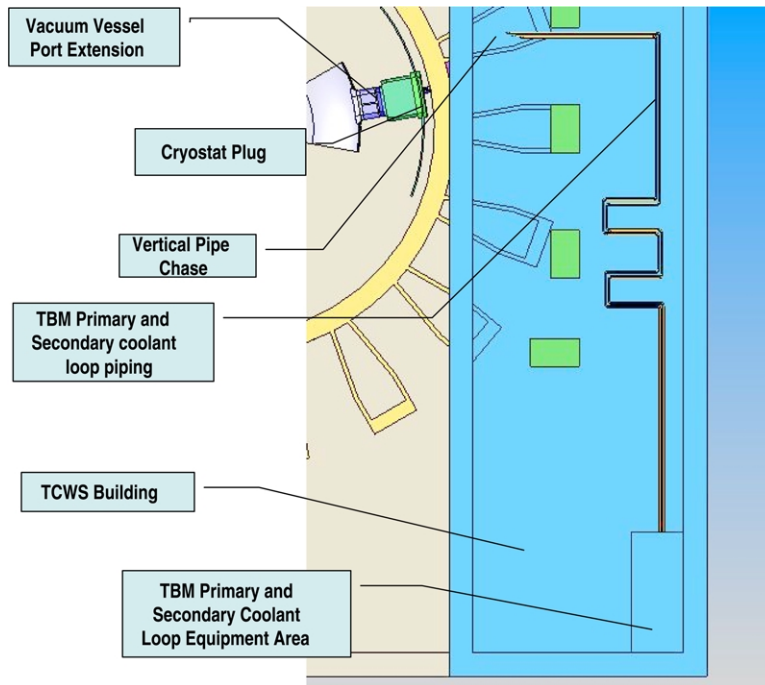 Vacuum Vessel
Port Extension
Cryostat Plug
Vertical Pipe
Chase
TBM Primary and
Secondary coolant
loop piping
TCWS Building
TBM Primary and
Secondary Coolant
Loop Equipment Area